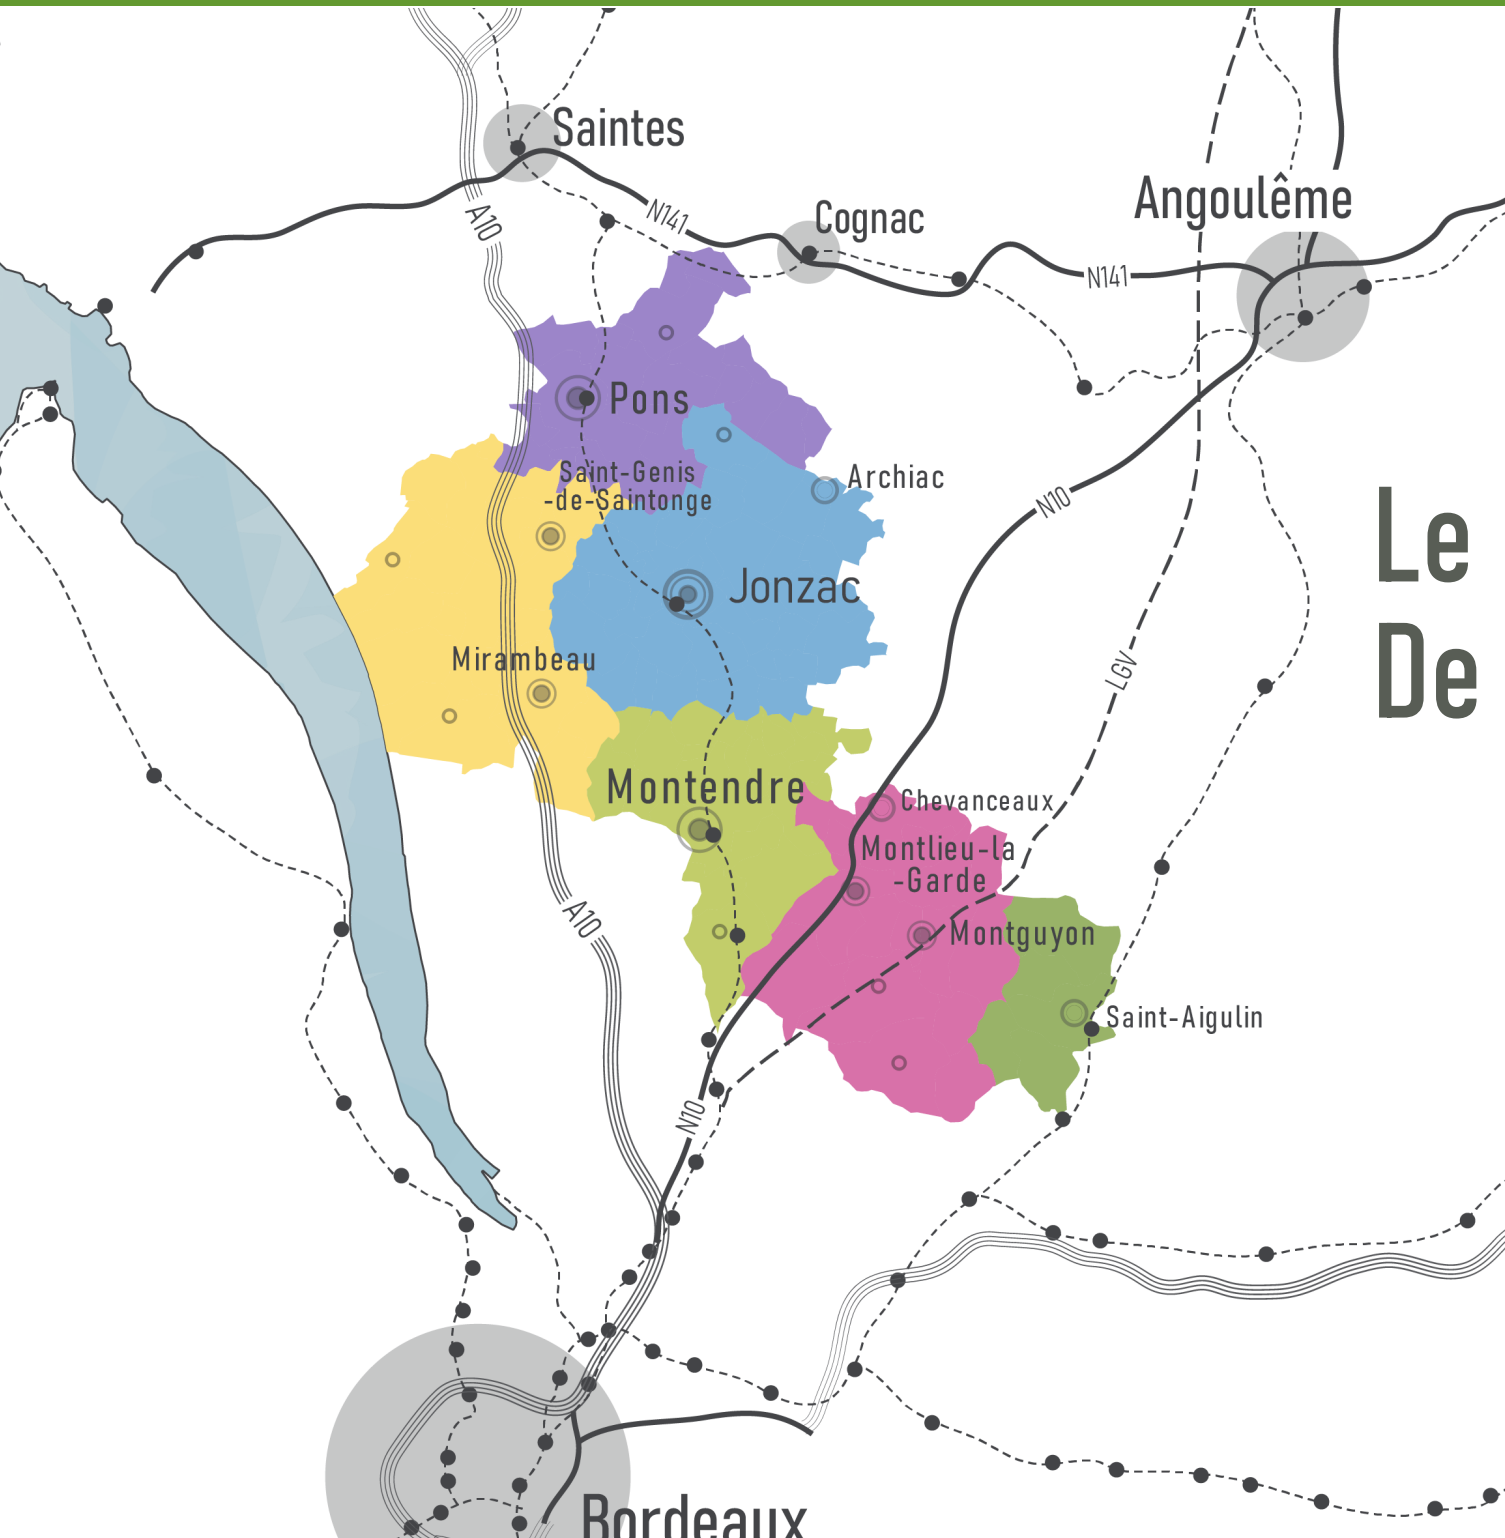 Saintes
Angoulême
N141
Cognac
A10
N141
Pons
Saint-Genis
-de-Saintonge
Archiac
N10
Le
Jonzac
Mirambeau
LGV
De
Montendre
Chevanceaux
Montlieu-la
-Garde
A10
Montguyon
Saint-Aigulin
N10
Bordeaux